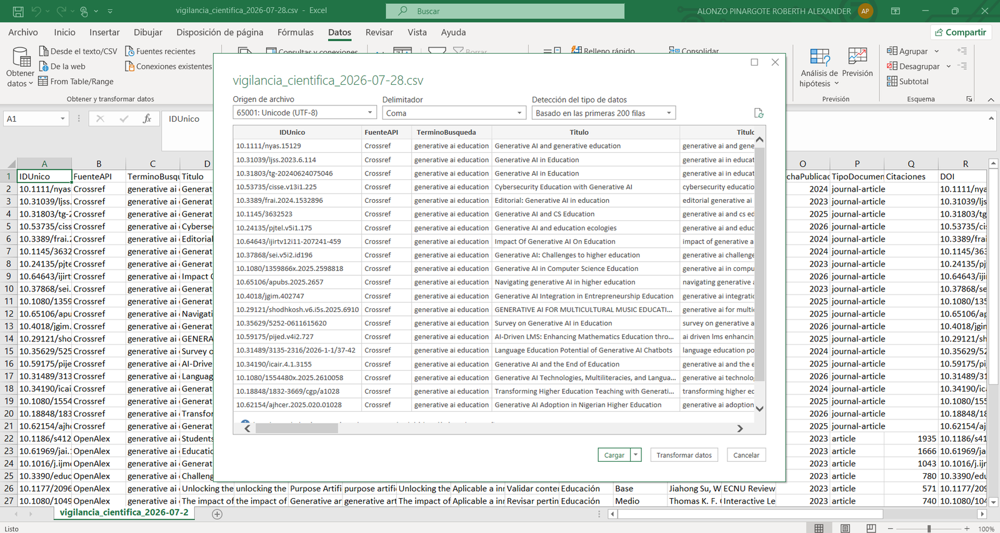 vigilancia_cientifica_2026-07-28.csv - Excel
Buscar
ALONZO PINARGOTE ROBERTH ALEXANDER
AP
Archivo Inicio Insertar Dibujar Disposición de página Fórmulas Datos Revisar Vista Ayuda
Compartir
Obtener datos
Desde el texto/CSV
De la web
From Table/Range
Fuentes recientes
Conexiones existentes
Obtener y transformar datos
Consultas y conexiones
Borrar
Relleno rápido
Consolidar
Análisis de hipótesis
Previsión
Previsión
Agrupar
Desagrupar
Subtotal
Esquema
A1
fx
IDUnico
vigilancia_cientifica_2026-07-28.csv
Origen de archivo Delimitador Detección del tipo de datos
65001: Unicode (UTF-8) Coma Basado en las primeras 200 filas
IDUnico FuenteAPI TerminoBusqueda Titulo Titulo
10.1111/nyas.15129 Crossref generative ai education Generative AI and generative education generative ai and gene
10.31039/ljss.2023.6.114 Crossref generative ai education Generative AI in Education generative ai in educat
10.31803/tg-20240624075046 Crossref generative ai education Generative AI in Education generative ai in educat
10.53735/cisse.v13i1.225 Crossref generative ai education Cybersecurity Education with Generative AI cybersecurity educatio
10.3389/frai.2024.1532896 Crossref generative ai education Editorial: Generative AI in education editorial generative ai
10.1145/3632523 Crossref generative ai education Generative AI and CS Education generative ai and cs ed
10.24135/pjtel.v5i1.175 Crossref generative ai education Generative AI and education ecologies generative ai and educ
10.64643/ijirtv12i11-207241-459 Crossref generative ai education Impact Of Generative AI On Education impact of generative a
10.37868/sei.v5i2.id196 Crossref generative ai education Generative AI: Challenges to higher education generative ai challenge
10.1080/1359866x.2025.2598818 Crossref generative ai education Generative AI in Computer Science Education generative ai in compu
10.65106/apubs.2025.2657 Crossref generative ai education Navigating generative AI in higher education navigating generative a
10.4018/jgim.402747 Crossref generative ai education Generative AI Integration in Entrepreneurship Education generative ai integratio
10.29121/shodhkosh.v6.i5s.2025.6910 Crossref generative ai education GENERATIVE AI FOR MULTICULTURAL MUSIC EDUCATI... generative ai for multic
10.35629/5252-0611615620 Crossref generative ai education Survey on Generative AI in Education survey on generative a
10.59175/pijed.v4i2.727 Crossref generative ai education AI-Driven LMS: Enhancing Mathematics Education thro... ai driven lms enhancing
10.31489/3135-2316/2026-1-1/37-42 Crossref generative ai education Language Education Potential of Generative AI Chatbots language education po
10.34190/icair.4.1.3155 Crossref generative ai education Generative AI and the End of Education generative ai and the e
10.1080/1554480x.2025.2610058 Crossref generative ai education Generative AI Technologies, Multiliteracies, and Langua... generative ai technolog
10.18848/1832-3669/cgp/a1028 Crossref generative ai education Transforming Higher Education Teaching with Generati... transforming higher ec
10.62154/ajhcer.2025.020.01028 Crossref generative ai education Generative AI Adoption in Nigerian Higher Education generative ai adoption
Cargar Transformar datos Cancelar
A B C D O P Q R
1 IDUnico FuenteAPI TerminoBusqu Titulo chaPublicac TipoDocumen Citaciones DOI
2 10.1111/nyas Crossref generative ai Generat 2024 journal-article 10.1111/nya
3 10.31039/ljss. Crossref generative ai Generat 2023 journal-article 10.31039/ljs
4 10.31803/tg-2 Crossref generative ai Generat 2025 journal-article 10.31803/tg
5 10.53735/ciss Crossref generative ai Cyberse 2026 journal-article 10.53735/ci
6 10.3389/frai.2 Crossref generative ai Editorial 2024 journal-article 10.3389/frai
7 10.1145/3632 Crossref generative ai Generat 2024 journal-article 10.1145/363
8 10.24135/pjte Crossref generative ai Generat 2023 journal-article 10.24135/pj
9 10.64643/ijirt Crossref generative ai Impact O 2026 journal-article 10.64643/iji
10 10.37868/sei. Crossref generative ai Generat 2023 journal-article 10.37868/se
11 10.1080/1359 Crossref generative ai Generat 2025 journal-article 10.1080/135
12 10.65106/apu Crossref generative ai Navigati 2025 journal-article 10.65106/ap
13 10.4018/jgim. Crossref generative ai Generat 2026 journal-article 10.4018/jgin
14 10.29121/sho Crossref generative ai GENERA 2025 journal-article 10.29121/sh
15 10.35629/525 Crossref generative ai Survey o 2024 journal-article 10.35629/52
16 10.59175/pije Crossref generative ai AI-Drive 2025 journal-article 10.59175/pi
17 10.31489/313 Crossref generative ai Languag 2026 journal-article 10.31489/31
18 10.34190/icai Crossref generative ai Generat 2024 journal-article 10.34190/ic
19 10.1080/1554 Crossref generative ai Generat 2025 journal-article 10.1080/155
20 10.18848/183 Crossref generative ai Transfor 2026 journal-article 10.18848/18
21 10.62154/ajh Crossref generative ai Generat 2025 journal-article 10.62154/aj
22 10.1186/s412 OpenAlex generative ai Students 2023 article 1935 10.1186/s41
23 10.61969/jai. OpenAlex generative ai Educatio 2023 article 1666 10.61969/ja
24 10.1016/j.ijm OpenAlex generative ai Generat 2023 article 1043 10.1016/j.ijn
25 10.3390/educ OpenAlex generative ai Challeng 2023 article 780 10.3390/edu
26 10.1177/2096 OpenAlex generative ai Unlocking the unlocking the Purpose Artifi purpose artific Unlocking the Aplicable a inr Validar conter Educación Base Jiahong Su, W ECNU Review 2023 article 571 10.1177/209
27 10.1080/1049 OpenAlex generative ai The impact of the impact of Generative ar generative art The impact of Aplicable a inr Revisar pertin Educación Medio Thomas K. F. Interactive Le 2023 article 740 10.1080/104
vigilancia_cientifica_2026-07-2
Listo
100%